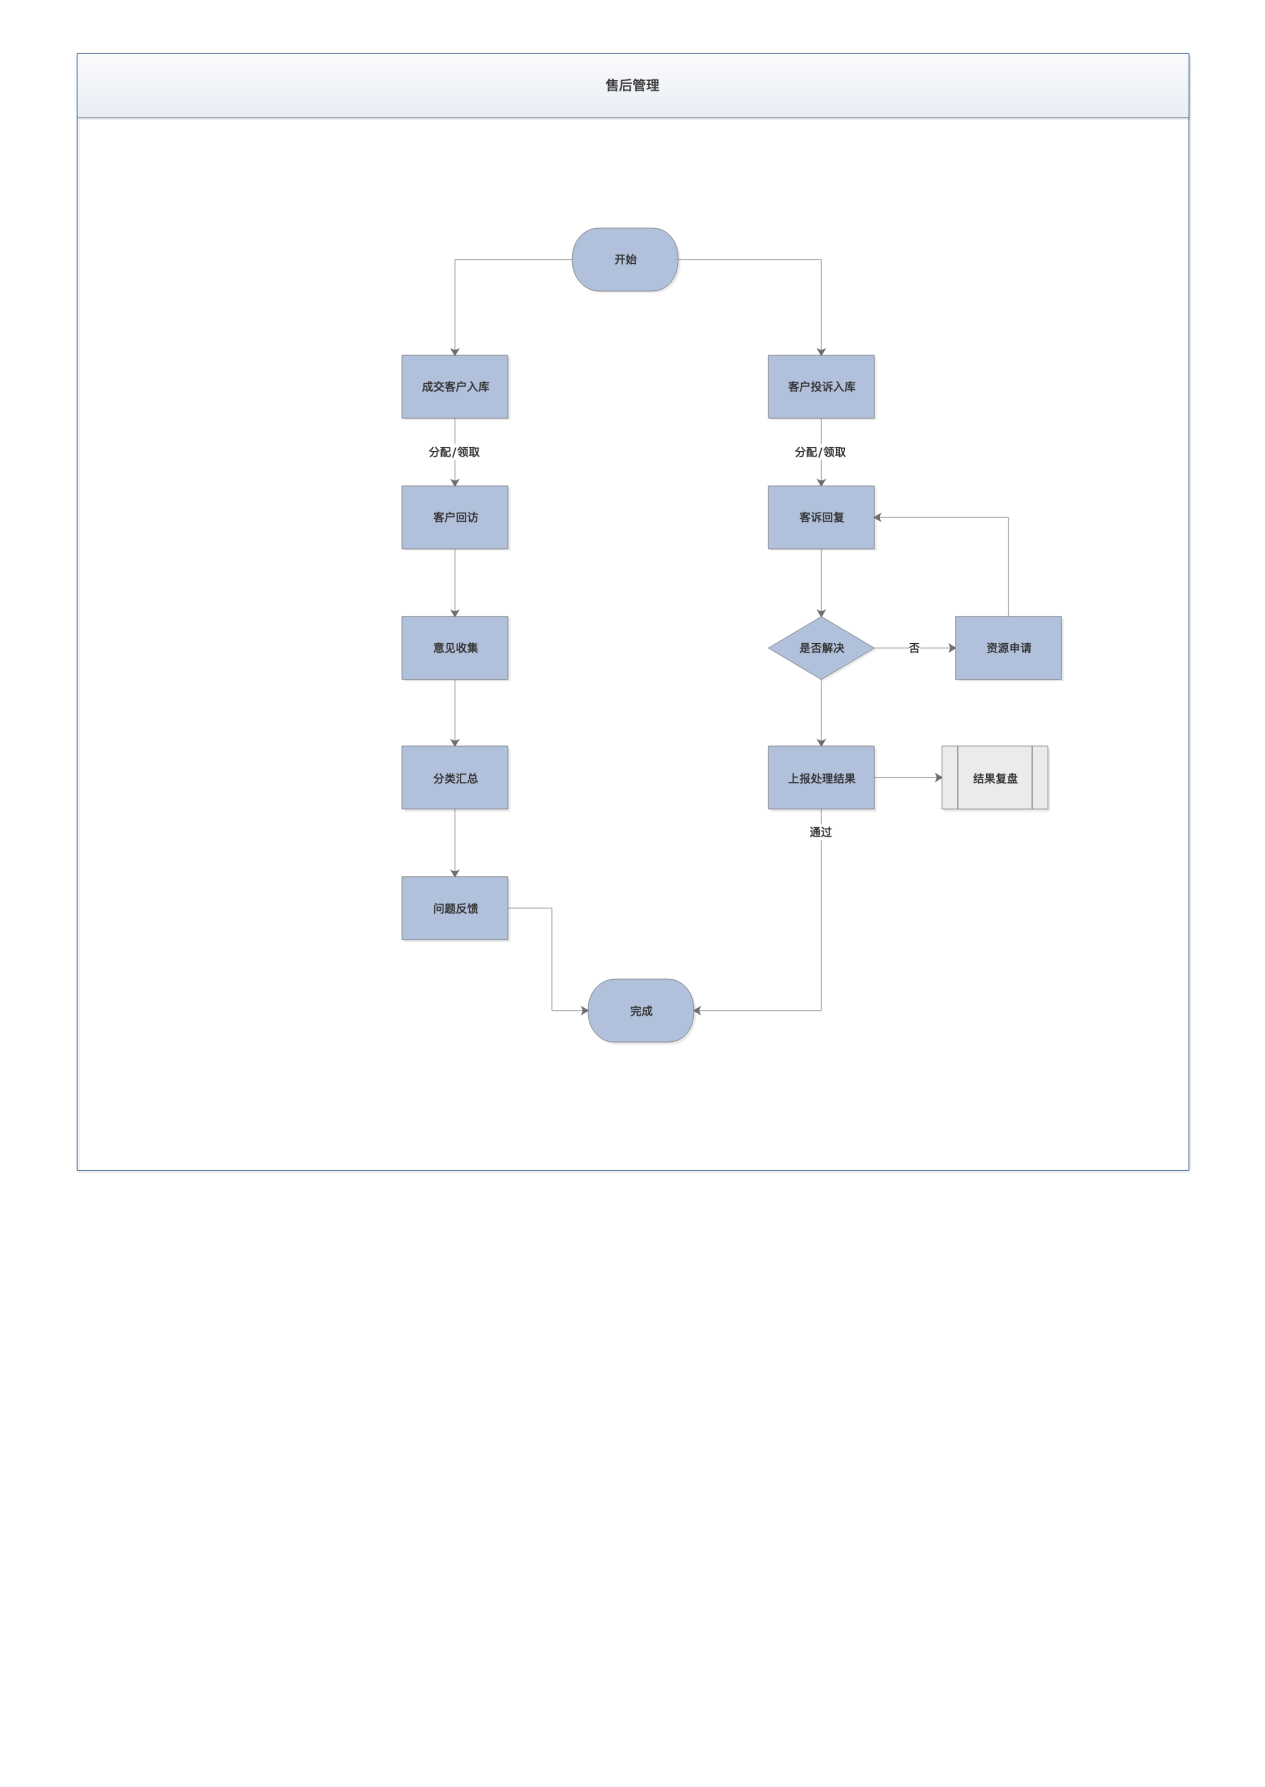 售后管理
开始
成交客户入库
客户投诉入库
分配/领取
分配/领取
客户回访
客诉回复
意见收集
是否解决
否
资源申请
分类汇总
上报处理结果
结果复盘
通过
问题反馈
完成